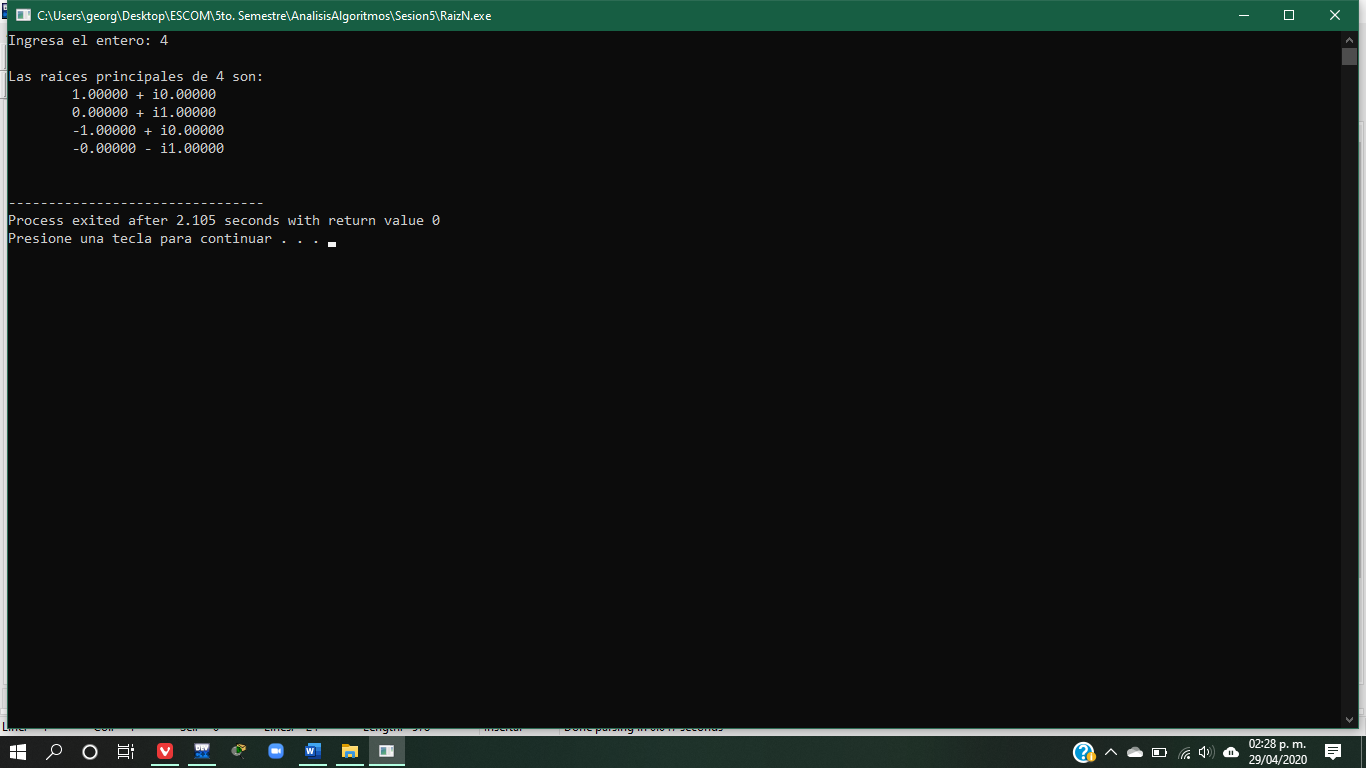 C:\Users\georg\Desktop\ESCOM\5to. Semestre\AnalisisAlgoritmos\Sesion5\RaizN.exe
Ingresa el entero: 4
Las raices principales de 4 son:
1.00000 + i0.00000
0.00000 + i1.00000
-1.00000 + i0.00000
-0.00000 - i1.00000
--------------------------------
Process exited after 2.105 seconds with return value 0
Presione una tecla para continuar . . .
02:28 p. m.
29/04/2020